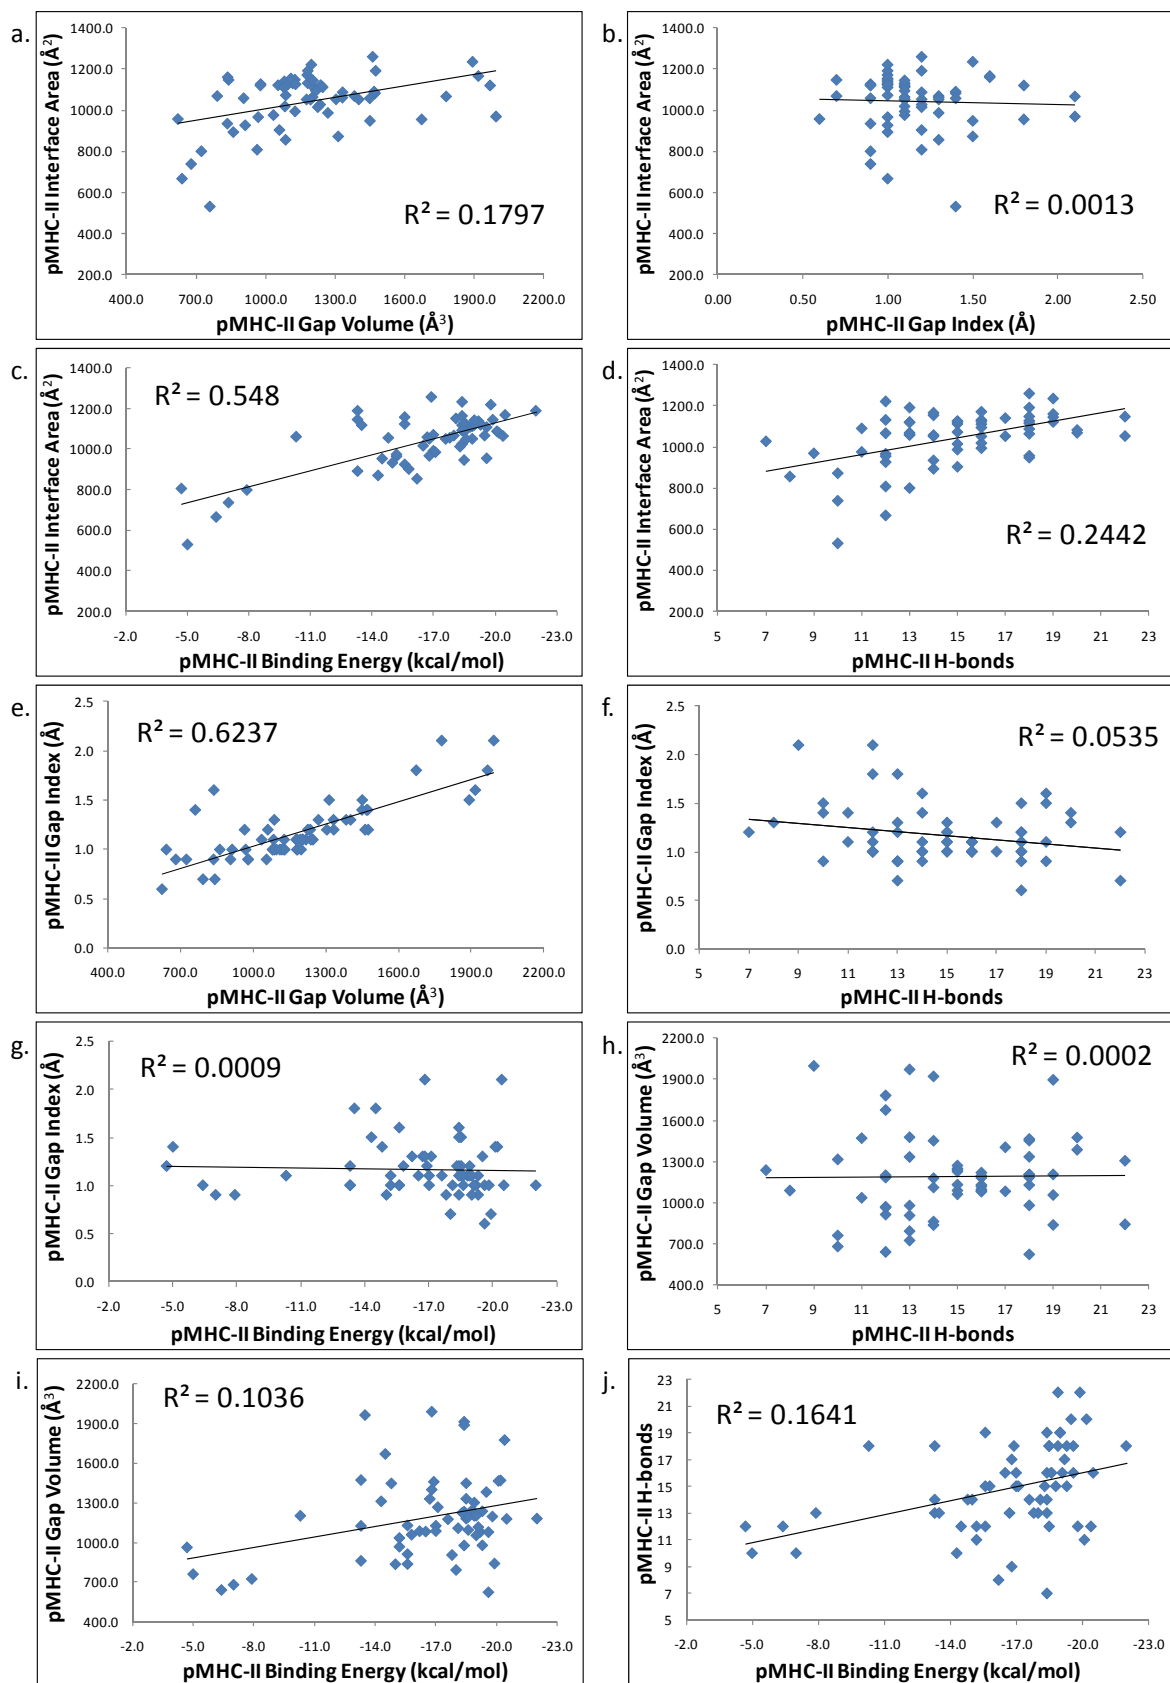 a.
pMHC-II Interface Area (Å²)
1400.0
1200.0
1000.0
800.0
600.0
400.0
200.0
R² = 0.1797
400.0 700.0 1000.0 1300.0 1600.0 1900.0 2200.0
pMHC-II Gap Volume (Å³)
b.
pMHC-II Interface Area (Å²)
1400.0
1200.0
1000.0
800.0
600.0
400.0
200.0
R² = 0.0013
0.00 0.50 1.00 1.50 2.00 2.50
pMHC-II Gap Index (Å)
c.
pMHC-II Interface Area (Å²)
1400.0
1200.0
1000.0
800.0
600.0
400.0
200.0
R² = 0.548
-2.0 -5.0 -8.0 -11.0 -14.0 -17.0 -20.0 -23.0
pMHC-II Binding Energy (kcal/mol)
d.
pMHC-II Interface Area (Å²)
1400.0
1200.0
1000.0
800.0
600.0
400.0
200.0
R² = 0.2442
5 7 9 11 13 15 17 19 21 23
pMHC-II H-bonds
e.
pMHC-II Gap Index (Å)
2.5
2.0
1.5
1.0
0.5
0.0
R² = 0.6237
400.0 700.0 1000.0 1300.0 1600.0 1900.0 2200.0
pMHC-II Gap Volume (Å³)
f.
pMHC-II Gap Index (Å)
2.5
2.0
1.5
1.0
0.5
0.0
R² = 0.0535
5 7 9 11 13 15 17 19 21 23
pMHC-II H-bonds
g.
pMHC-II Gap Index (Å)
2.5
2.0
1.5
1.0
0.5
0.0
R² = 0.0009
-2.0 -5.0 -8.0 -11.0 -14.0 -17.0 -20.0 -23.0
pMHC-II Binding Energy (kcal/mol)
h.
pMHC-II Gap Volume (Å³)
2200.0
1900.0
1600.0
1300.0
1000.0
700.0
400.0
R² = 0.0002
5 7 9 11 13 15 17 19 21 23
pMHC-II H-bonds
i.
pMHC-II Gap Volume (Å³)
2200.0
1900.0
1600.0
1300.0
1000.0
700.0
400.0
R² = 0.1036
-2.0 -5.0 -8.0 -11.0 -14.0 -17.0 -20.0 -23.0
pMHC-II Binding Energy (kcal/mol)
j.
pMHC-II H-bonds
23
21
19
17
15
13
11
9
7
5
R² = 0.1641
-2.0 -5.0 -8.0 -11.0 -14.0 -17.0 -20.0 -23.0
pMHC-II Binding Energy (kcal/mol)